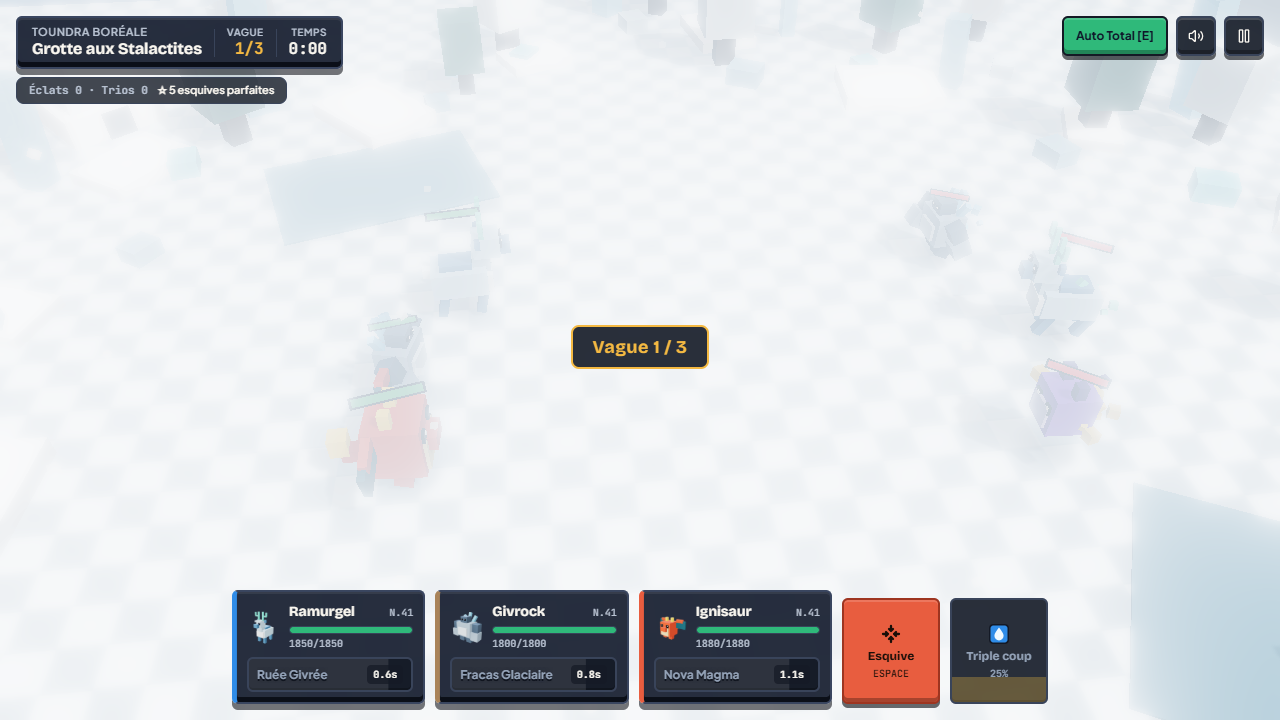 TOUNDRA BORÉALE
Grotte aux Stalactites
VAGUE
1/3
TEMPS
0:00
Éclats 0 · Trios 0 ★ 5 esquives parfaites
Auto Total [E]
Vague 1 / 3
Ramurgel N.41
1850/1850
Ruée Givrée 0.6s
Givrock N.41
1800/1800
Fracas Glaciaire 0.8s
Ignisaur N.41
1880/1880
Nova Magma 1.1s
Esquive
ESPACE
Triple coup
25%